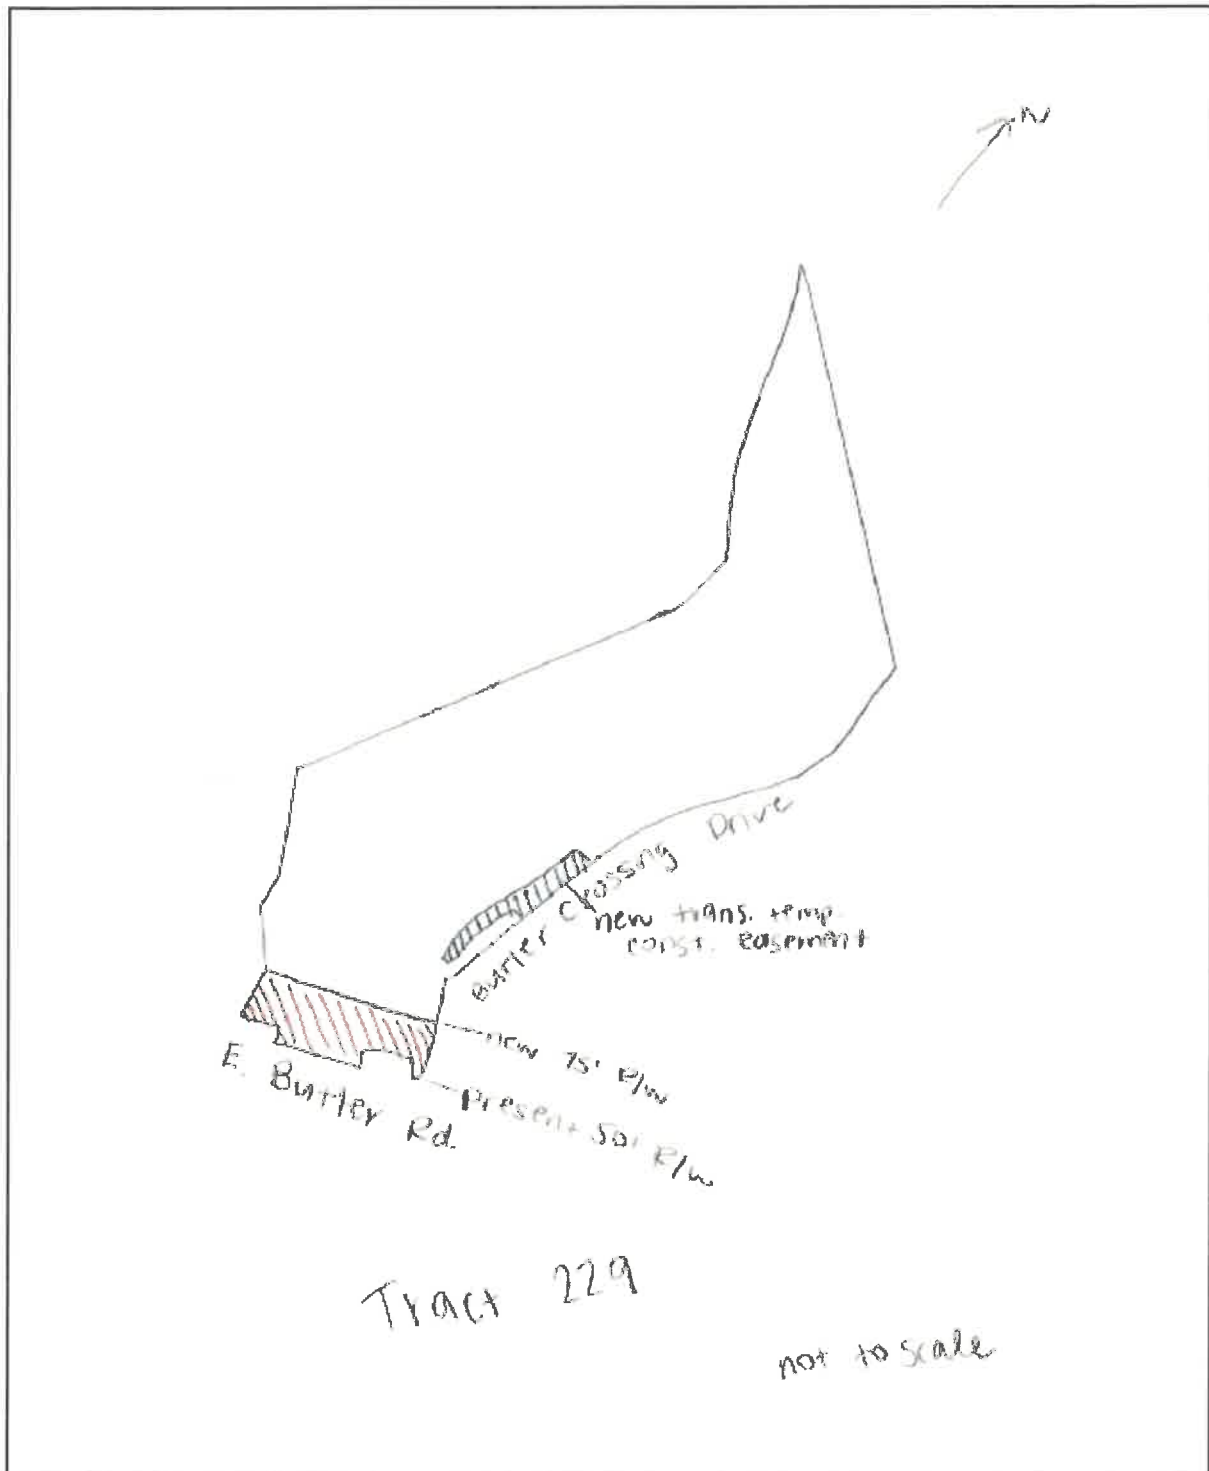 N
Butler Crossing Drive
new trans. temp.
const. easement
new 75' R/W
E. Butler Rd.
Present 50' R/W
Tract 229
not to scale